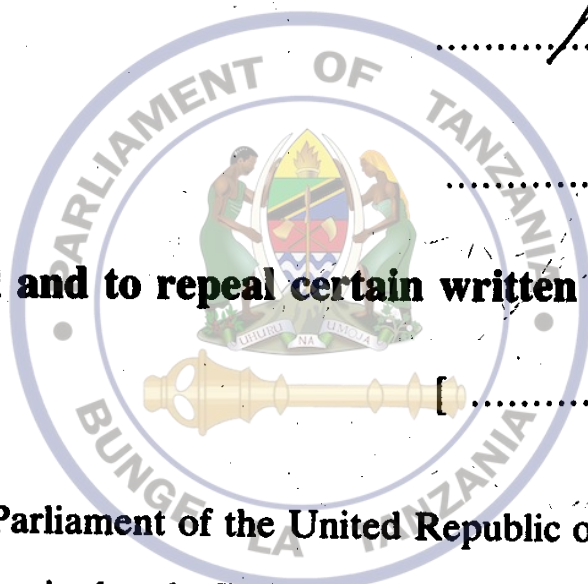 PARLIAMENT OF TANZANIA
and to repeal certain written
UHURU NA UMOJA
[ ..............
Parliament of the United Republic o
BUNGE LA TANZANIA